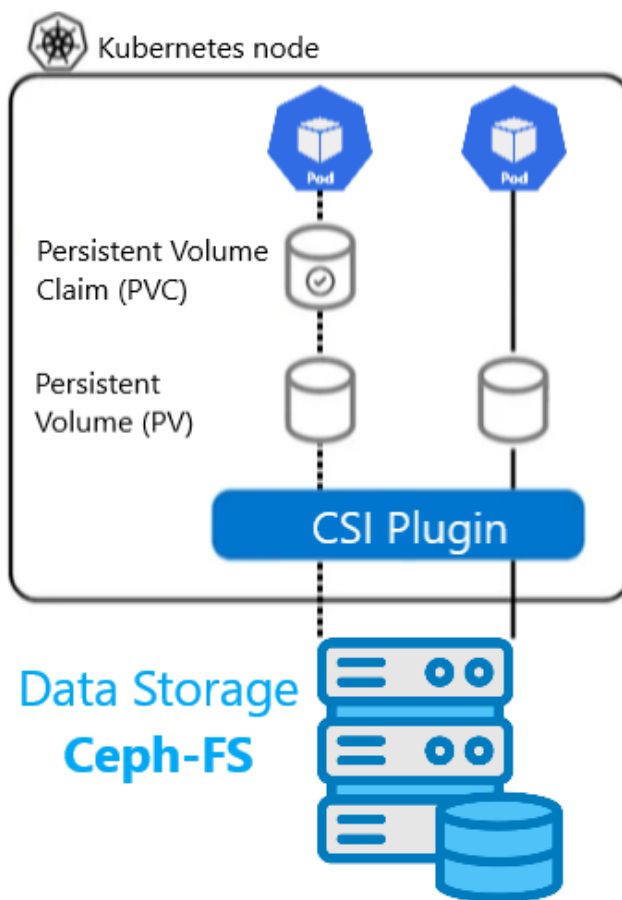 Kubernetes node
Pod
Pod
Persistent Volume
Claim (PVC)
Persistent
Volume (PV)
CSI Plugin
Data Storage
Ceph-FS